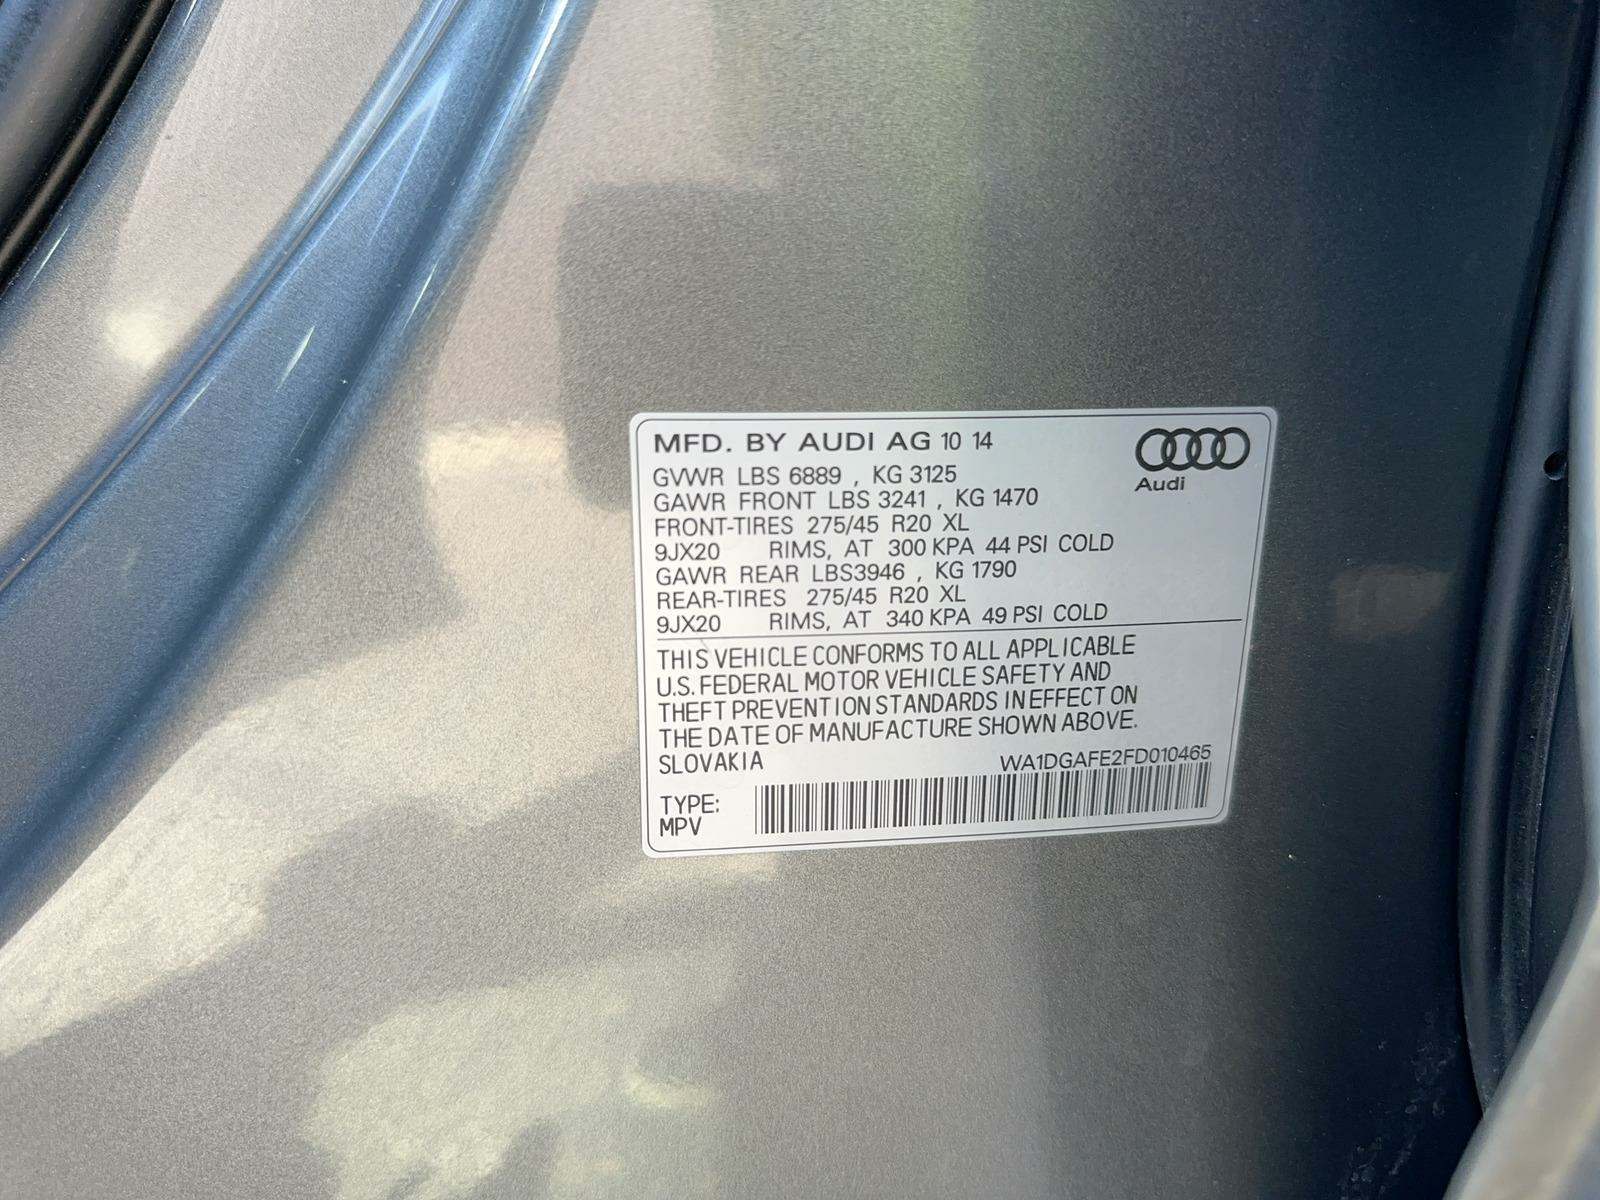 MFD. BY AUDI AG 10 14
Audi
GVWR LBS 6889 , KG 3125
GAWR FRONT LBS 3241 , KG 1470
FRONT-TIRES 275/45 R20 XL
9JX20 RIMS, AT 300 KPA 44 PSI COLD
GAWR REAR LBS3946 , KG 1790
REAR-TIRES 275/45 R20 XL
9JX20 RIMS, AT 340 KPA 49 PSI COLD
THIS VEHICLE CONFORMS TO ALL APPLICABLE
U.S. FEDERAL MOTOR VEHICLE SAFETY AND
THEFT PREVENTION STANDARDS IN EFFECT ON
THE DATE OF MANUFACTURE SHOWN ABOVE.
SLOVAKIA WA1DGAFE2FD010465
TYPE:
MPV